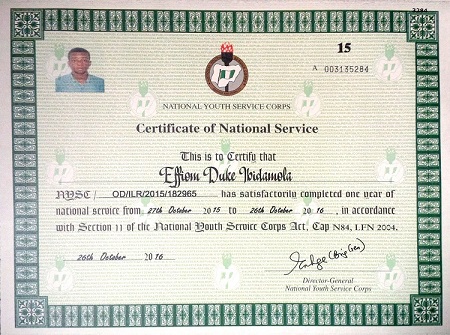 2284
15
A 003135284
NATIONAL YOUTH SERVICE CORPS
Certificate of National Service
This is to Certify that
Effiom Duke Ibidamola
NYSC/ OD/ILR/2015/182965 has satisfactorily completed one year of
national service from 27th October 2015 to 26th October 2016, in accordance
with Section 11 of the National Youth Service Corps Act, Cap N84, LFN 2004.
26th October 2016
(Brig Gen)
Director-General
National Youth Service Corps